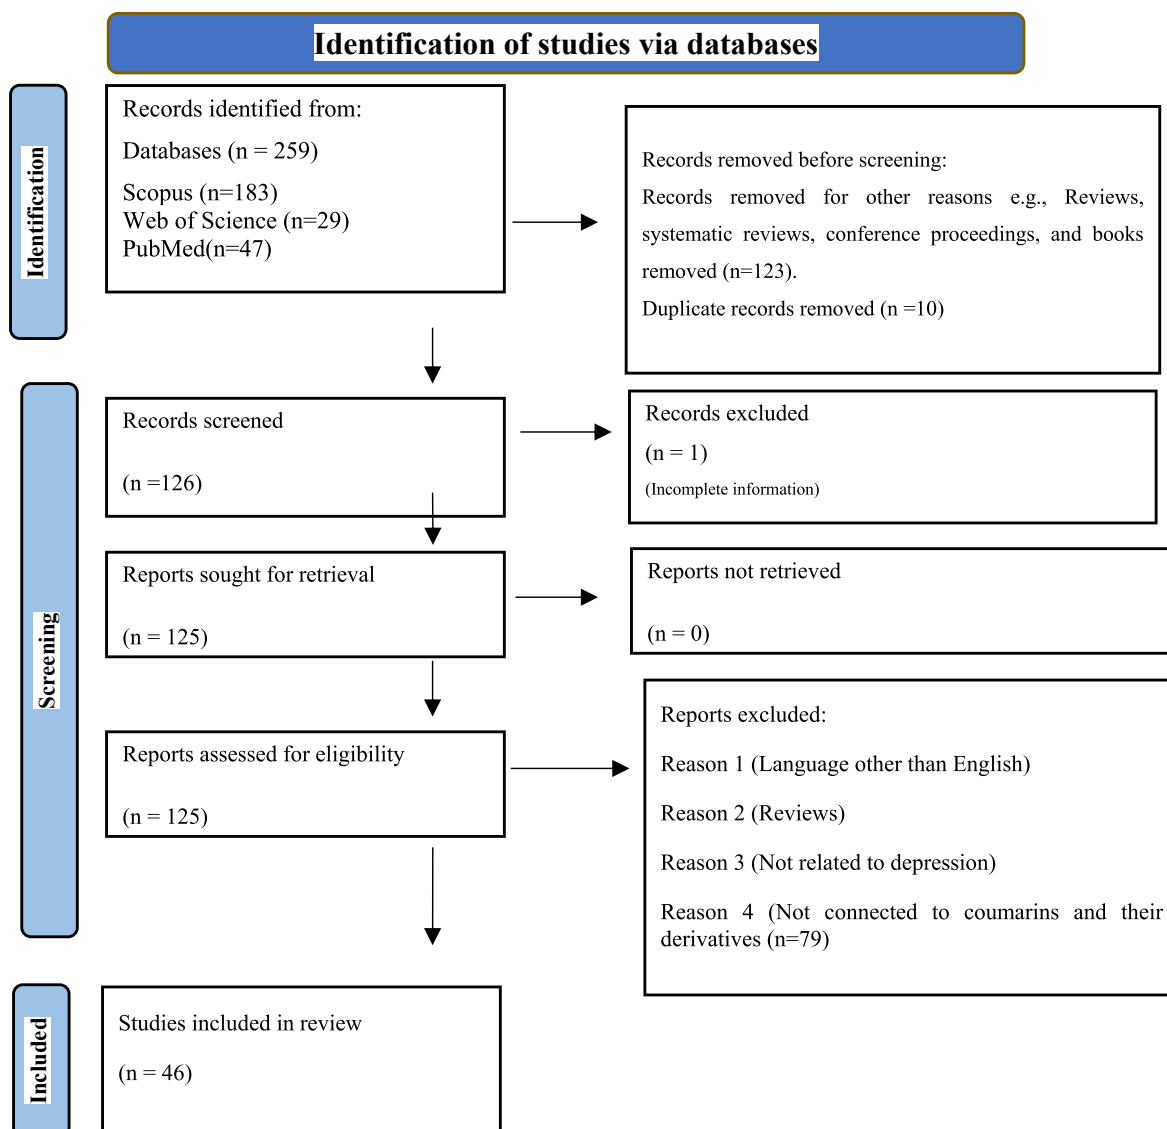 Identification of studies via databases
Identification
Records identified from:
Databases (n = 259)
Scopus (n=183)
Web of Science (n=29)
PubMed(n=47)
Records removed before screening:
Records removed for other reasons e.g., Reviews,
systematic reviews, conference proceedings, and books
removed (n=123).
Duplicate records removed (n =10)
Screening
Records screened
(n =126)
Records excluded
(n = 1)
(Incomplete information)
Reports sought for retrieval
(n = 125)
Reports not retrieved
(n = 0)
Reports assessed for eligibility
(n = 125)
Reports excluded:
Reason 1 (Language other than English)
Reason 2 (Reviews)
Reason 3 (Not related to depression)
Reason 4 (Not connected to coumarins and their
derivatives (n=79)
Included
Studies included in review
(n = 46)